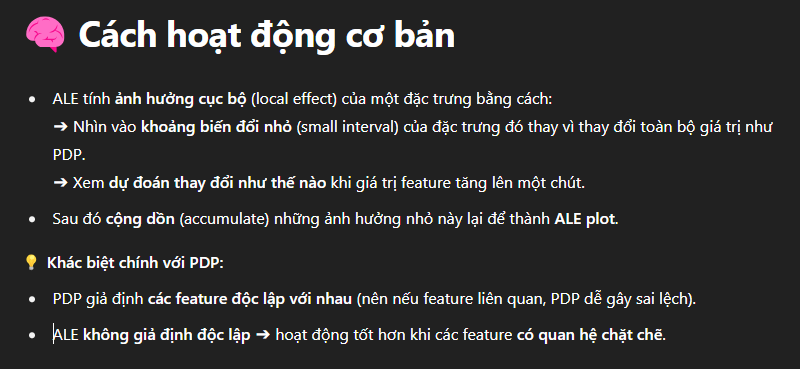 🧠 Cách hoạt động cơ bản
• ALE tính ảnh hưởng cục bộ (local effect) của một đặc trưng bằng cách:
➔ Nhìn vào khoảng biến đổi nhỏ (small interval) của đặc trưng đó thay vì thay đổi toàn bộ giá trị như
PDP.
➔ Xem dự đoán thay đổi như thế nào khi giá trị feature tăng lên một chút.
• Sau đó cộng dồn (accumulate) những ảnh hưởng nhỏ này lại để thành ALE plot.
💡 Khác biệt chính với PDP:
• PDP giả định các feature độc lập với nhau (nên nếu feature liên quan, PDP dễ gây sai lệch).
• ALE không giả định độc lập ➔ hoạt động tốt hơn khi các feature có quan hệ chặt chẽ.